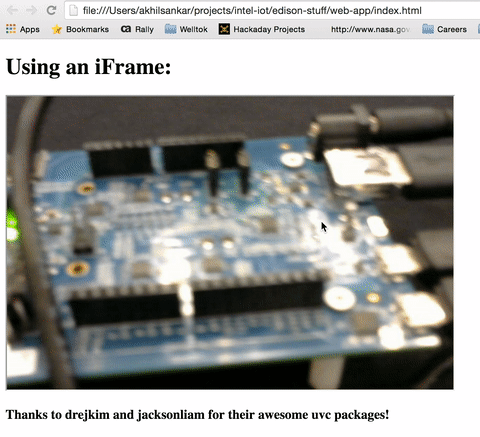 file:///Users/akhilsankar/projects/intel-iot/edison-stuff/web-app/index.html
Apps Bookmarks ca Rally Welltok Hackaday Projects http://www.nasa.gov Careers
Using an iFrame:
Thanks to drejkim and jacksonliam for their awesome uvc packages!